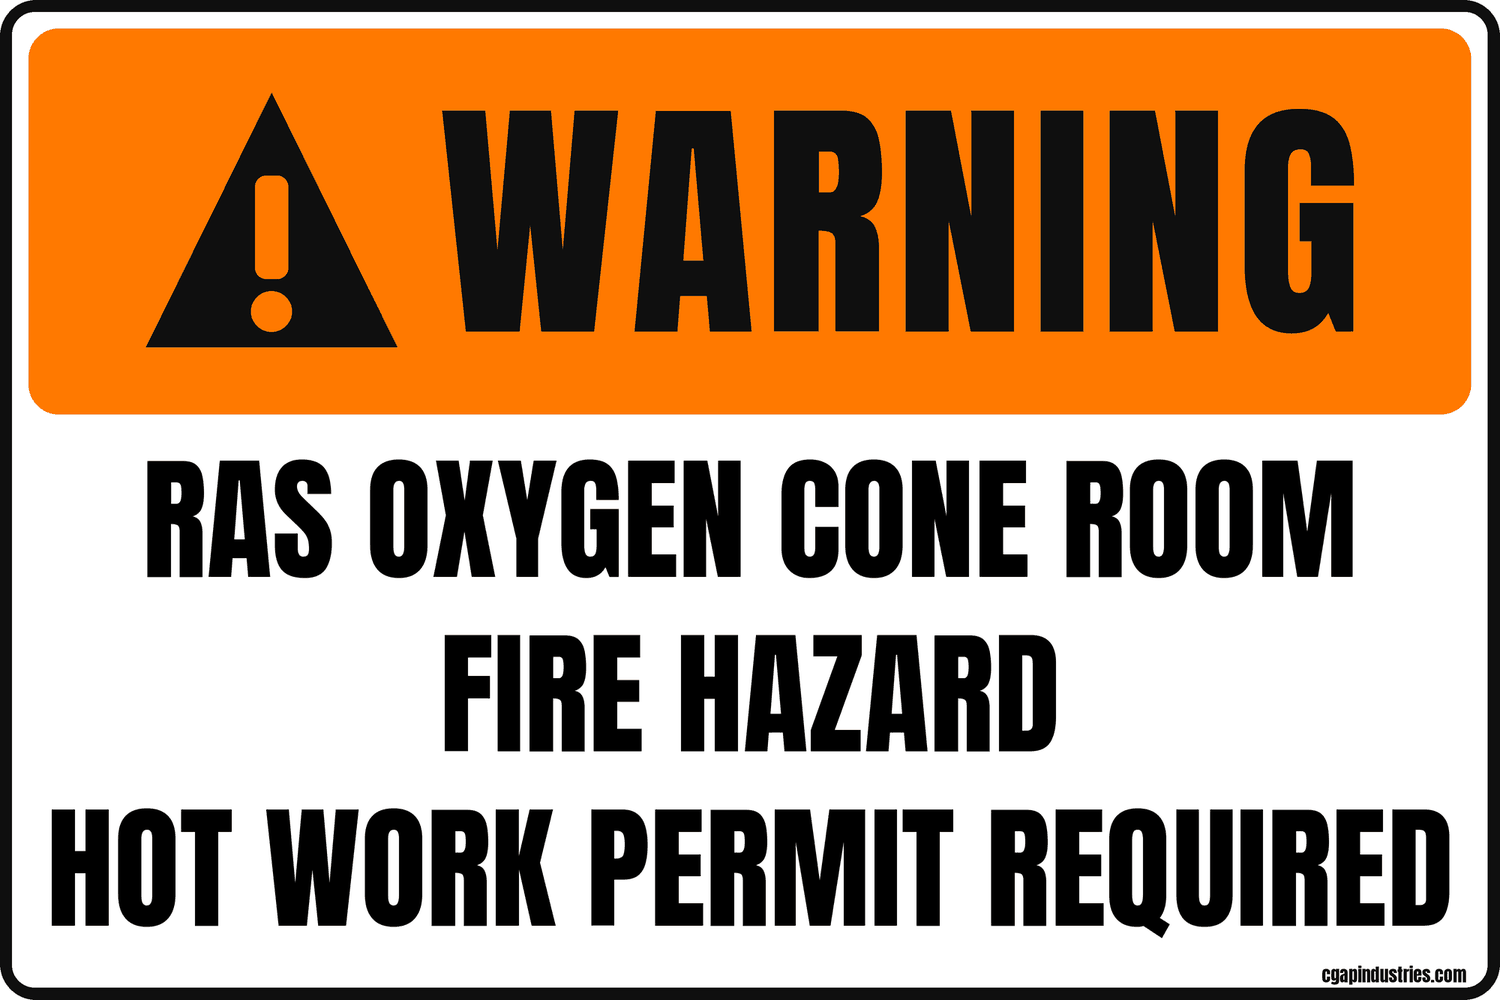 WARNING
RAS OXYGEN CONE ROOM
FIRE HAZARD
HOT WORK PERMIT REQUIRED
cgapindustries.com